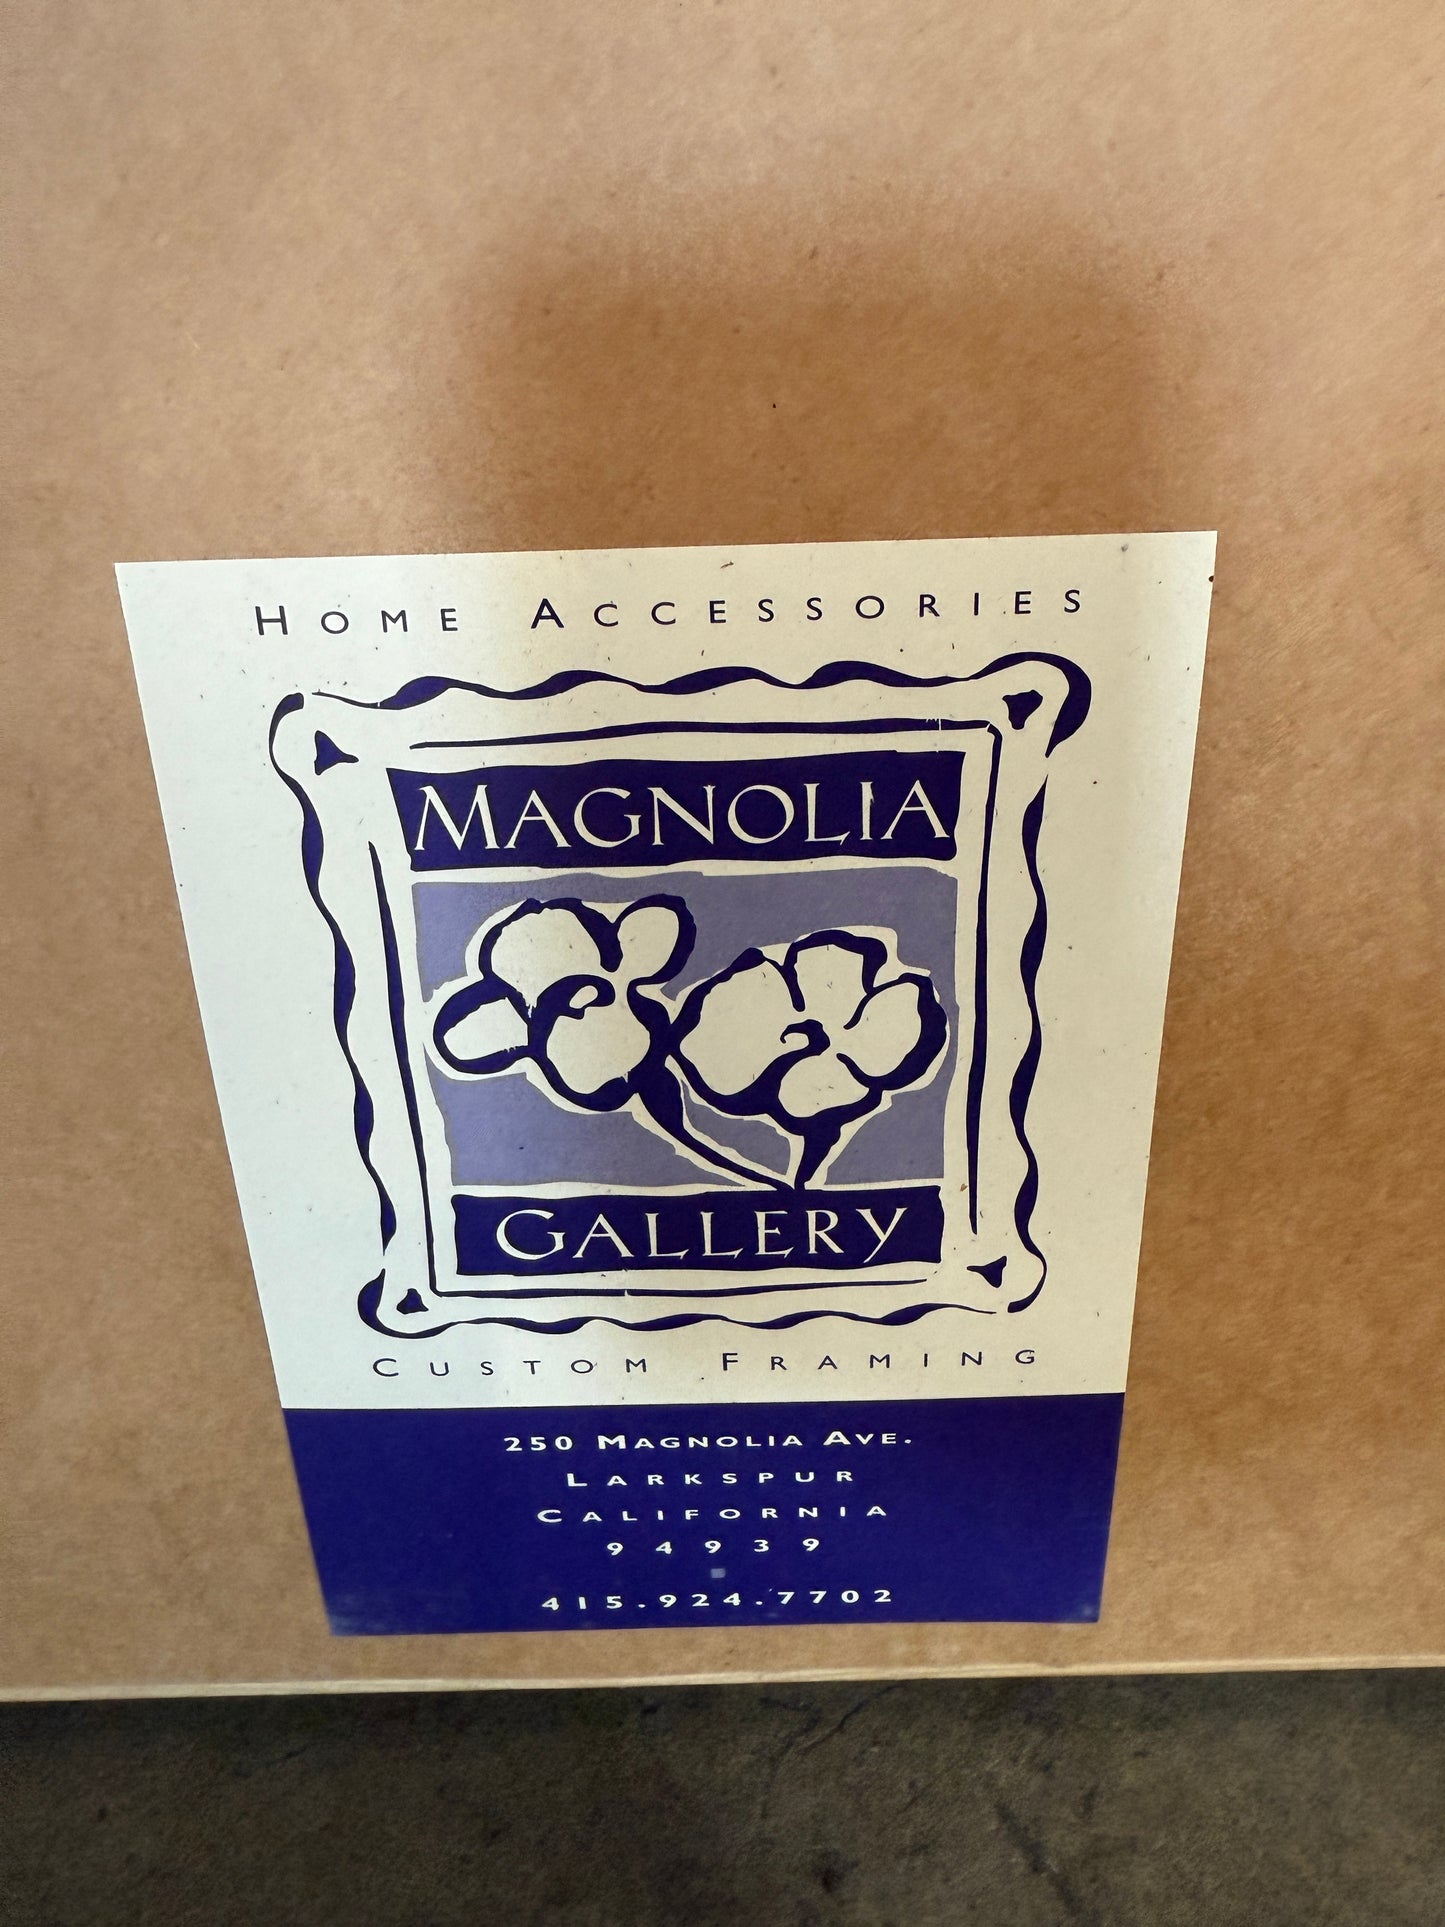 HOME ACCESSORIES
MAGNOLIA
GALLERY
CUSTOM FRAMING
250 MAGNOLIA AVE.
LARKSPUR
CALIFORNIA
94939
415.924.7702